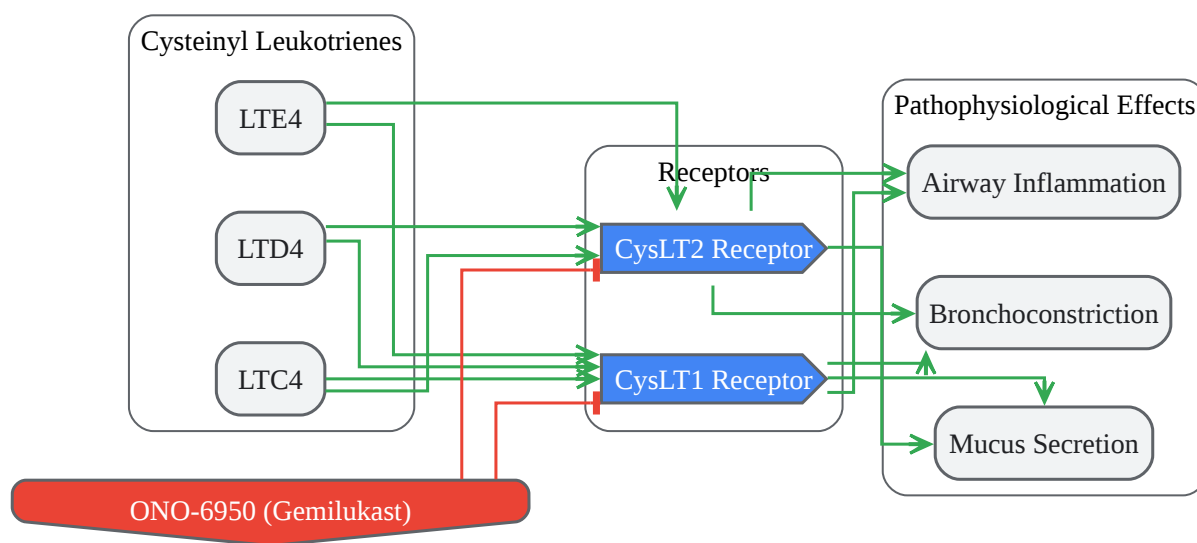 Cysteinyl Leukotrienes
LTE4
LTD4
LTC4
Receptors
CysLT2 Receptor
CysLT1 Receptor
Pathophysiological Effects
Airway Inflammation
Bronchoconstriction
Mucus Secretion
ONO-6950 (Gemilukast)